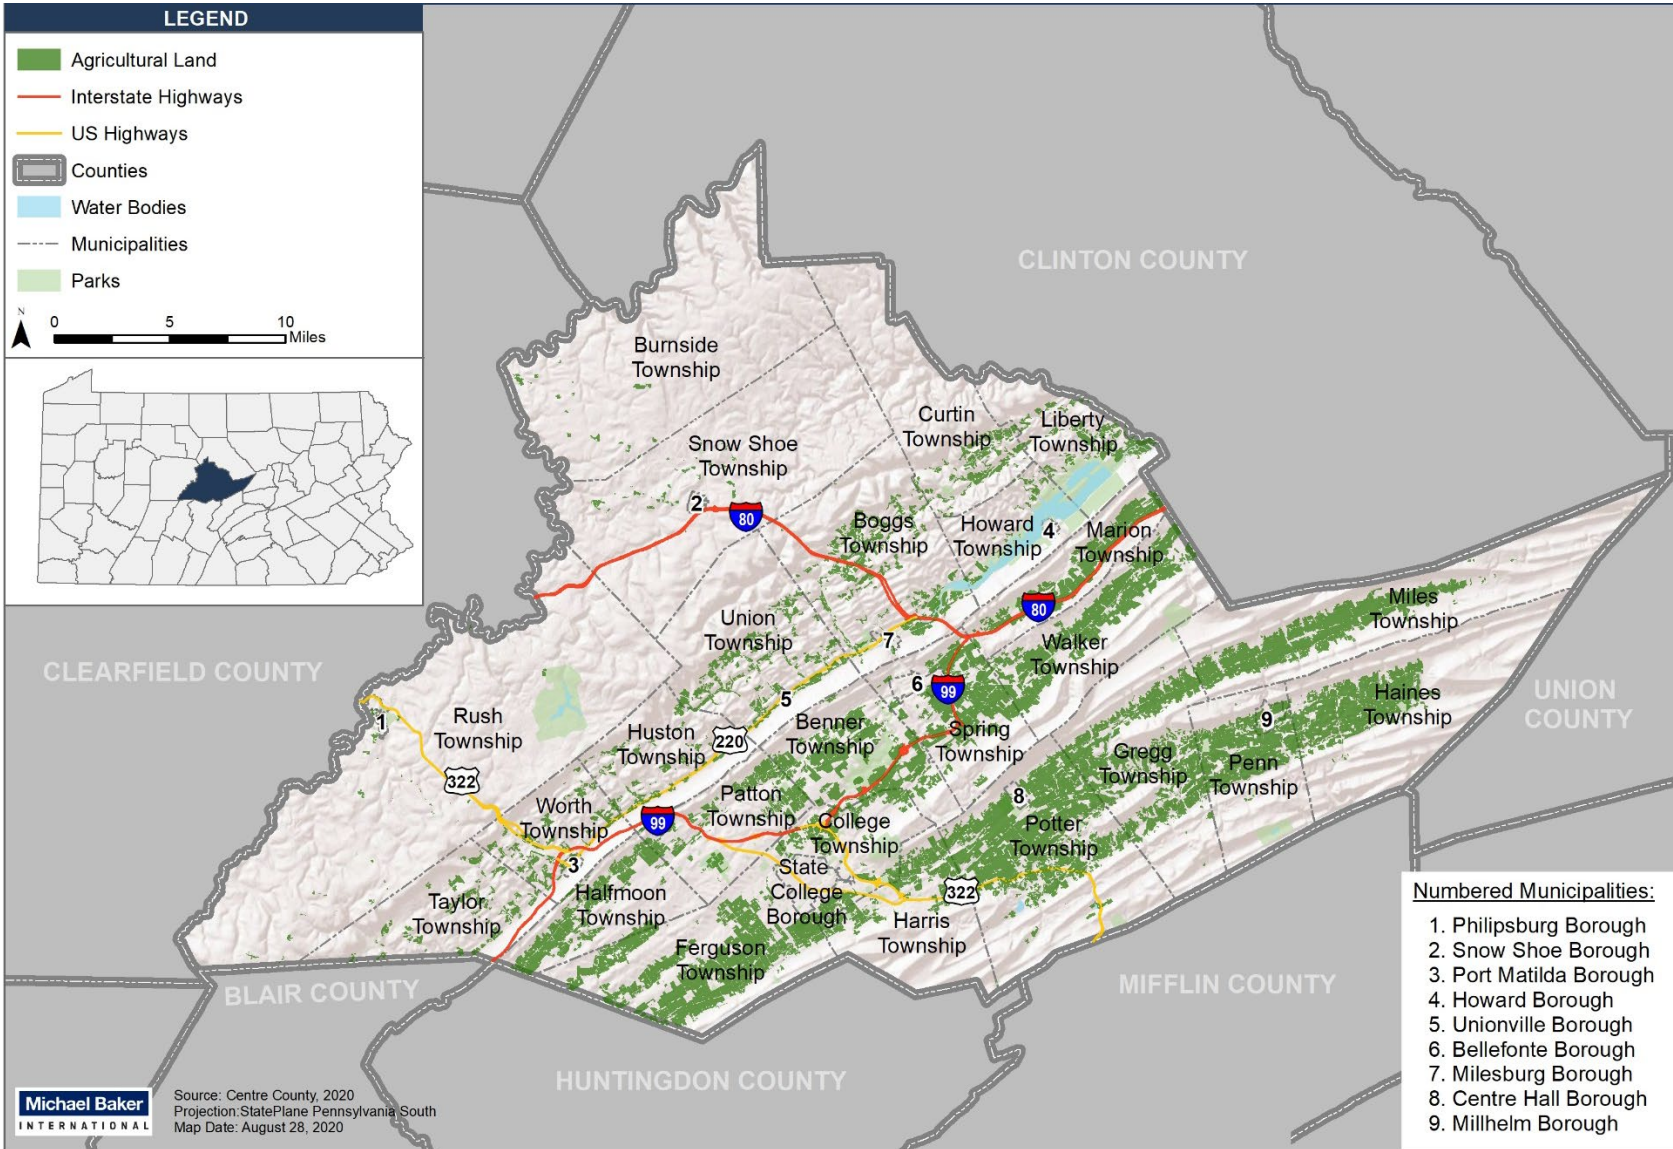 LEGEND
Agricultural Land
Interstate Highways
US Highways
Counties
Water Bodies
Municipalities
Parks
N
0 5 10
Miles
CLINTON COUNTY
Burnside
Township
Snow Shoe
Township
Curtin
Township
Liberty
Township
2
80
Boggs
Township
Howard
Township
4
Marion
Township
80
Miles
Township
Union
Township
7
Walker
Township
CLEARFIELD COUNTY
6
99
UNION
COUNTY
Haines
Township
1
Rush
Township
5
Benner
Township
9
Huston
Township
220
Spring
Township
Gregg
Township
Penn
Township
322
Worth
Township
99
Patton
Township
8
College
Township
Potter
Township
3
State
College
Borough
322
Taylor
Township
Halfmoon
Township
Harris
Township
Ferguson
Township
BLAIR COUNTY
MIFFLIN COUNTY
HUNTINGDON COUNTY
Numbered Municipalities:
1. Philipsburg Borough
2. Snow Shoe Borough
3. Port Matilda Borough
4. Howard Borough
5. Unionville Borough
6. Bellefonte Borough
7. Milesburg Borough
8. Centre Hall Borough
9. Millhelm Borough
Michael Baker
INTERNATIONAL
Source: Centre County, 2020
Projection:StatePlane Pennsylvania South
Map Date: August 28, 2020